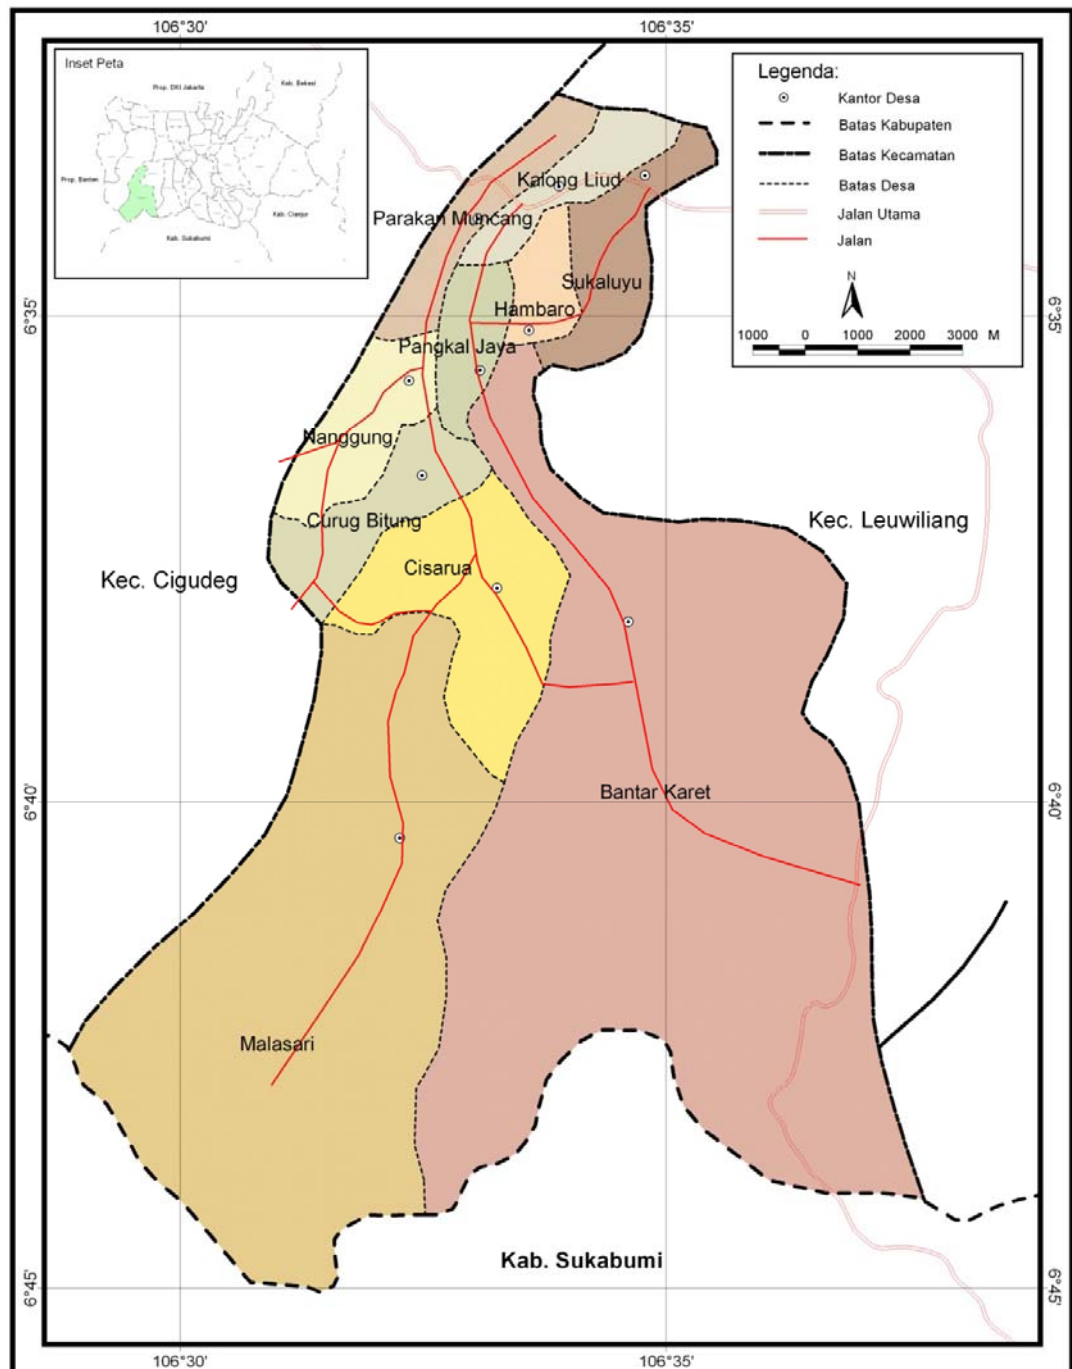 106°30'
106°35'
Inset Peta
Prop. DKI Jakarta
Kab. Bekasi
Prop. Banten
Kab. Cianjur
Kab. Sukabumi
Legenda:
Kantor Desa
Batas Kabupaten
Batas Kecamatan
Batas Desa
Jalan Utama
Jalan
N
1000 0 1000 2000 3000 M
Kalong Liud
Parakan Muncang
Sukaluyu
Hambaro
6°35'
6°35'
Pangkal Jaya
Nanggung
Curug Bitung
Kec. Leuwiliang
Cisarua
Kec. Cigudeg
Bantar Karet
6°40'
6°40'
Malasari
Kab. Sukabumi
6°45'
6°45'
106°30'
106°35'